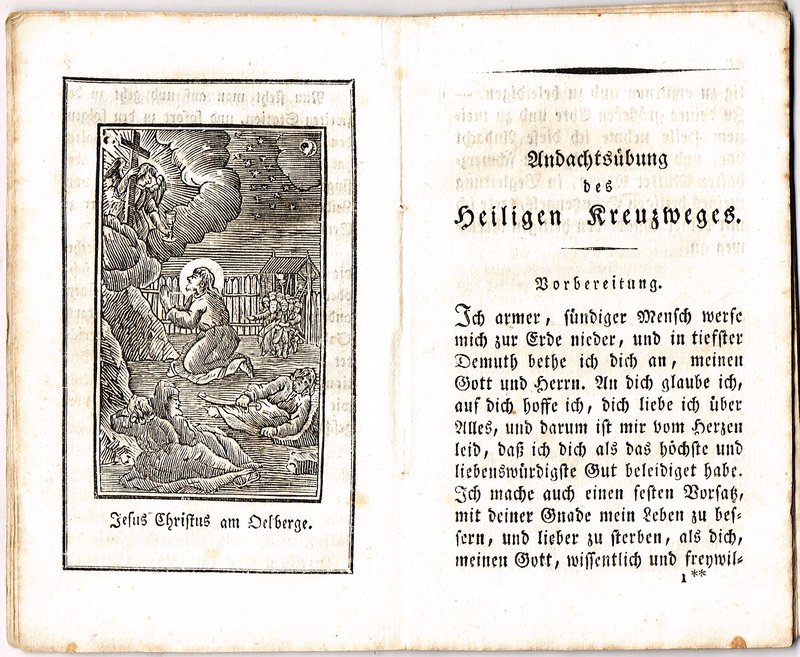 Jesus Christus am Oelberge.
Andachtsübung
des
Heiligen Kreuzweges.
Vorbereitung.
Ich armer, sündiger Mensch werfe
mich zur Erde nieder, und in tiefster
Demuth bethe ich dich an, meinen
Gott und Herrn. An dich glaube ich,
auf dich hoffe ich, dich liebe ich über
Alles, und darum ist mir vom Herzen
leid, daß ich dich als das höchste und
liebenswürdigste Gut beleidiget habe.
Ich mache auch einen festen Vorsatz,
mit deiner Gnade mein Leben zu bes-
sern, und lieber zu sterben, als dich,
meinen Gott, wissentlich und freywil-
1**